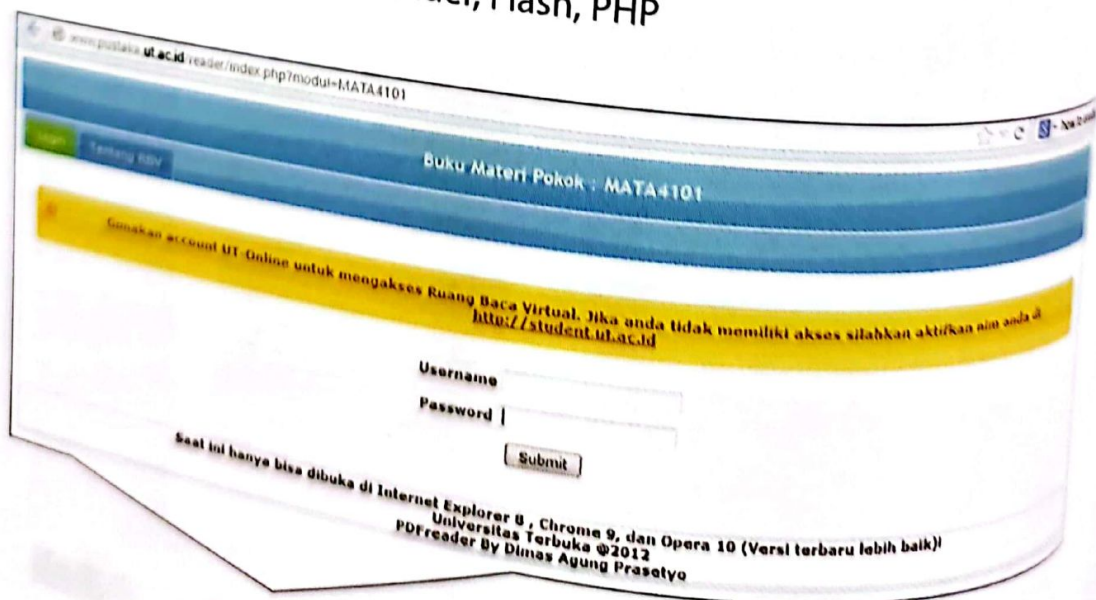 Flash, PHP
www.pustaka.ut.ac.id/reader/index.php?modul=MATA4101
Buku Materi Pokok : MATA4101
Login Tentang RBV
Gunakan account UT-Online untuk mengakses Ruang Baca Virtual. Jika anda tidak memiliki akses silahkan aktifkan nim anda di
http://student.ut.ac.id
Username
Password
Submit
Saat ini hanya bisa dibuka di Internet Explorer 8 , Chrome 9, dan Opera 10 (Versi terbaru lebih baik)!
Universitas Terbuka @2012
PDFreader By Dimas Agung Prasetyo